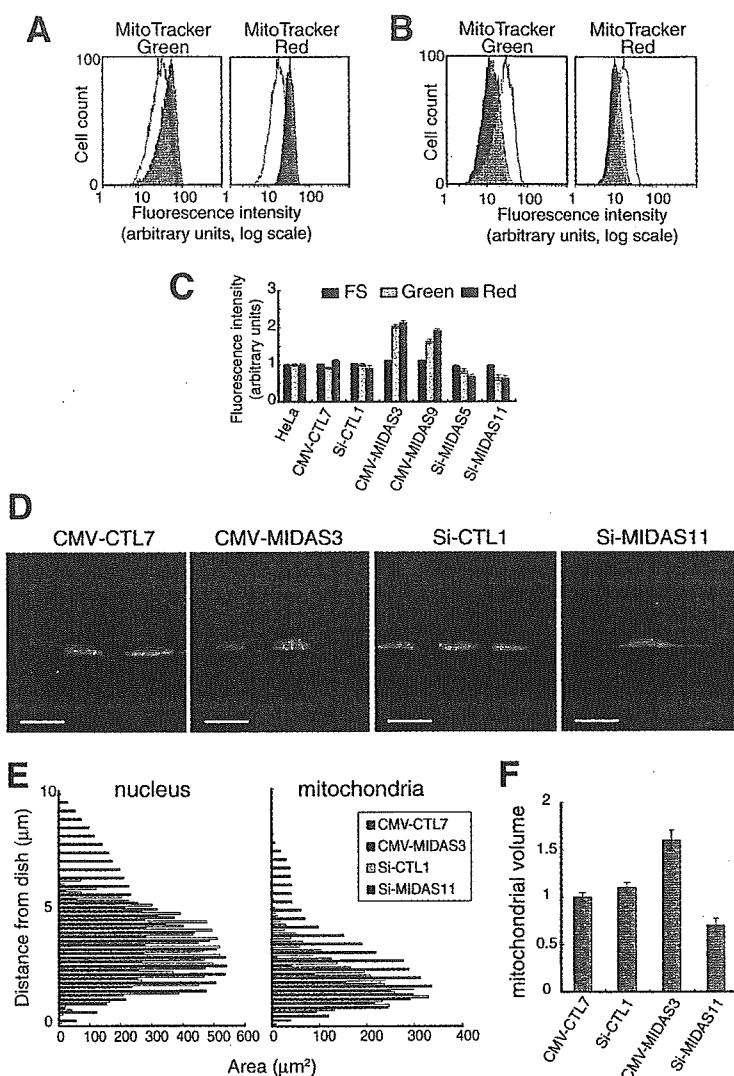 A
MitoTracker Green
MitoTracker Red
Cell count
100
0
1 10 100
1 10 100
Fluorescence intensity
(arbitrary units, log scale)
B
MitoTracker Green
MitoTracker Red
Cell count
100
0
1 10 100
1 10 100
Fluorescence intensity
(arbitrary units, log scale)
C
Fluorescence intensity
(arbitrary units)
3
2
1
0
FS Green Red
HeLa
CMV-CTL7
Si-CTL1
CMV-MIDAS3
CMV-MIDAS9
Si-MIDAS5
Si-MIDAS11
D
CMV-CTL7
CMV-MIDAS3
Si-CTL1
Si-MIDAS11
E
nucleus
mitochondria
Distance from dish (μm)
10
5
0
CMV-CTL7
CMV-MIDAS3
Si-CTL1
Si-MIDAS11
0 100 200 300 400 500 600
0 100 200 300 400
Area (μm²)
F
mitochondrial volume
2
1.5
1
0.5
0
CMV-CTL7
Si-CTL1
CMV-MIDAS3
Si-MIDAS11